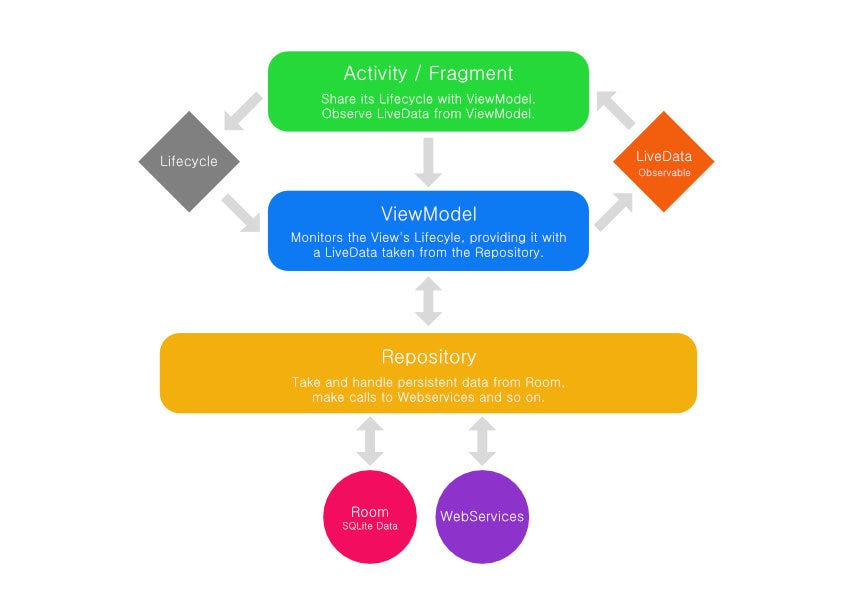 Activity / Fragment
Share its Lifecycle with ViewModel.
Observe LiveData from ViewModel.
Lifecycle
LiveData
Observable
ViewModel
Monitors the View's Lifecyle, providing it with
a LiveData taken from the Repository.
Repository
Take and handle persistent data from Room,
make calls to Webservices and so on.
Room
SQLite Data
WebServices